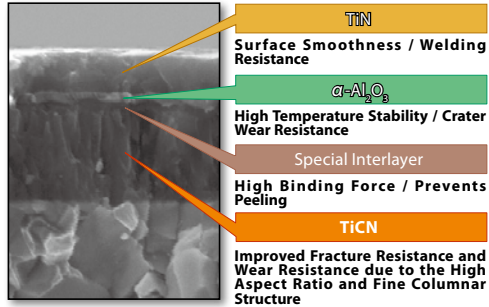 TiN
Surface Smoothness / Welding
Resistance
α-Al₂O₃
High Temperature Stability / Crater
Wear Resistance
Special Interlayer
High Binding Force / Prevents
Peeling
TiCN
Improved Fracture Resistance and
Wear Resistance due to the High
Aspect Ratio and Fine Columnar
Structure